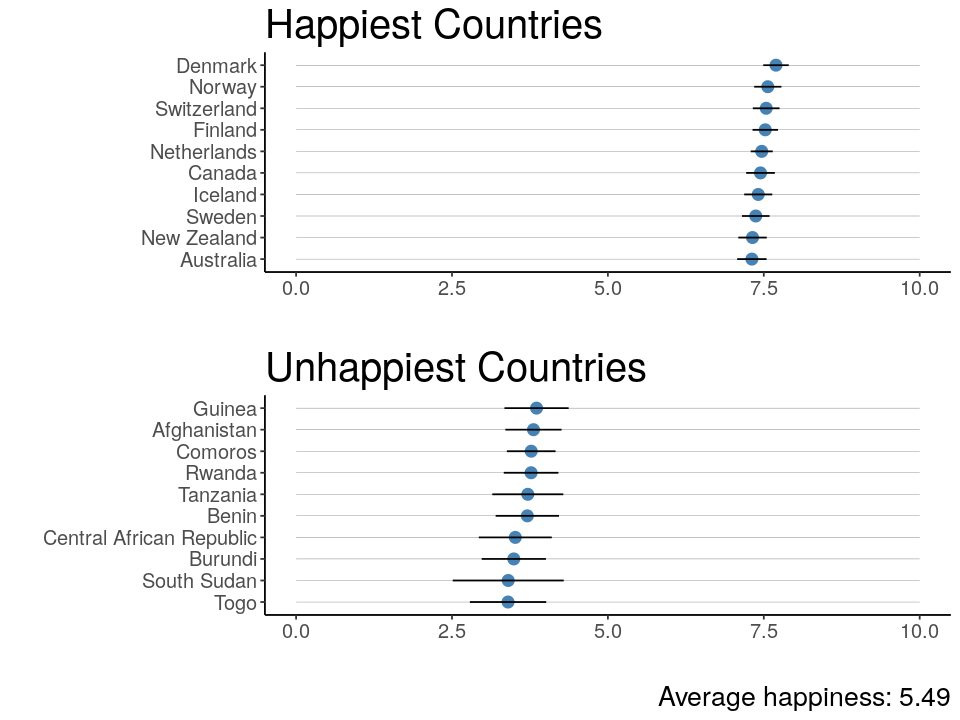 Happiest Countries
Denmark
Norway
Switzerland
Finland
Netherlands
Canada
Iceland
Sweden
New Zealand
Australia
0.0 2.5 5.0 7.5 10.0
Unhappiest Countries
Guinea
Afghanistan
Comoros
Rwanda
Tanzania
Benin
Central African Republic
Burundi
South Sudan
Togo
0.0 2.5 5.0 7.5 10.0
Average happiness: 5.49